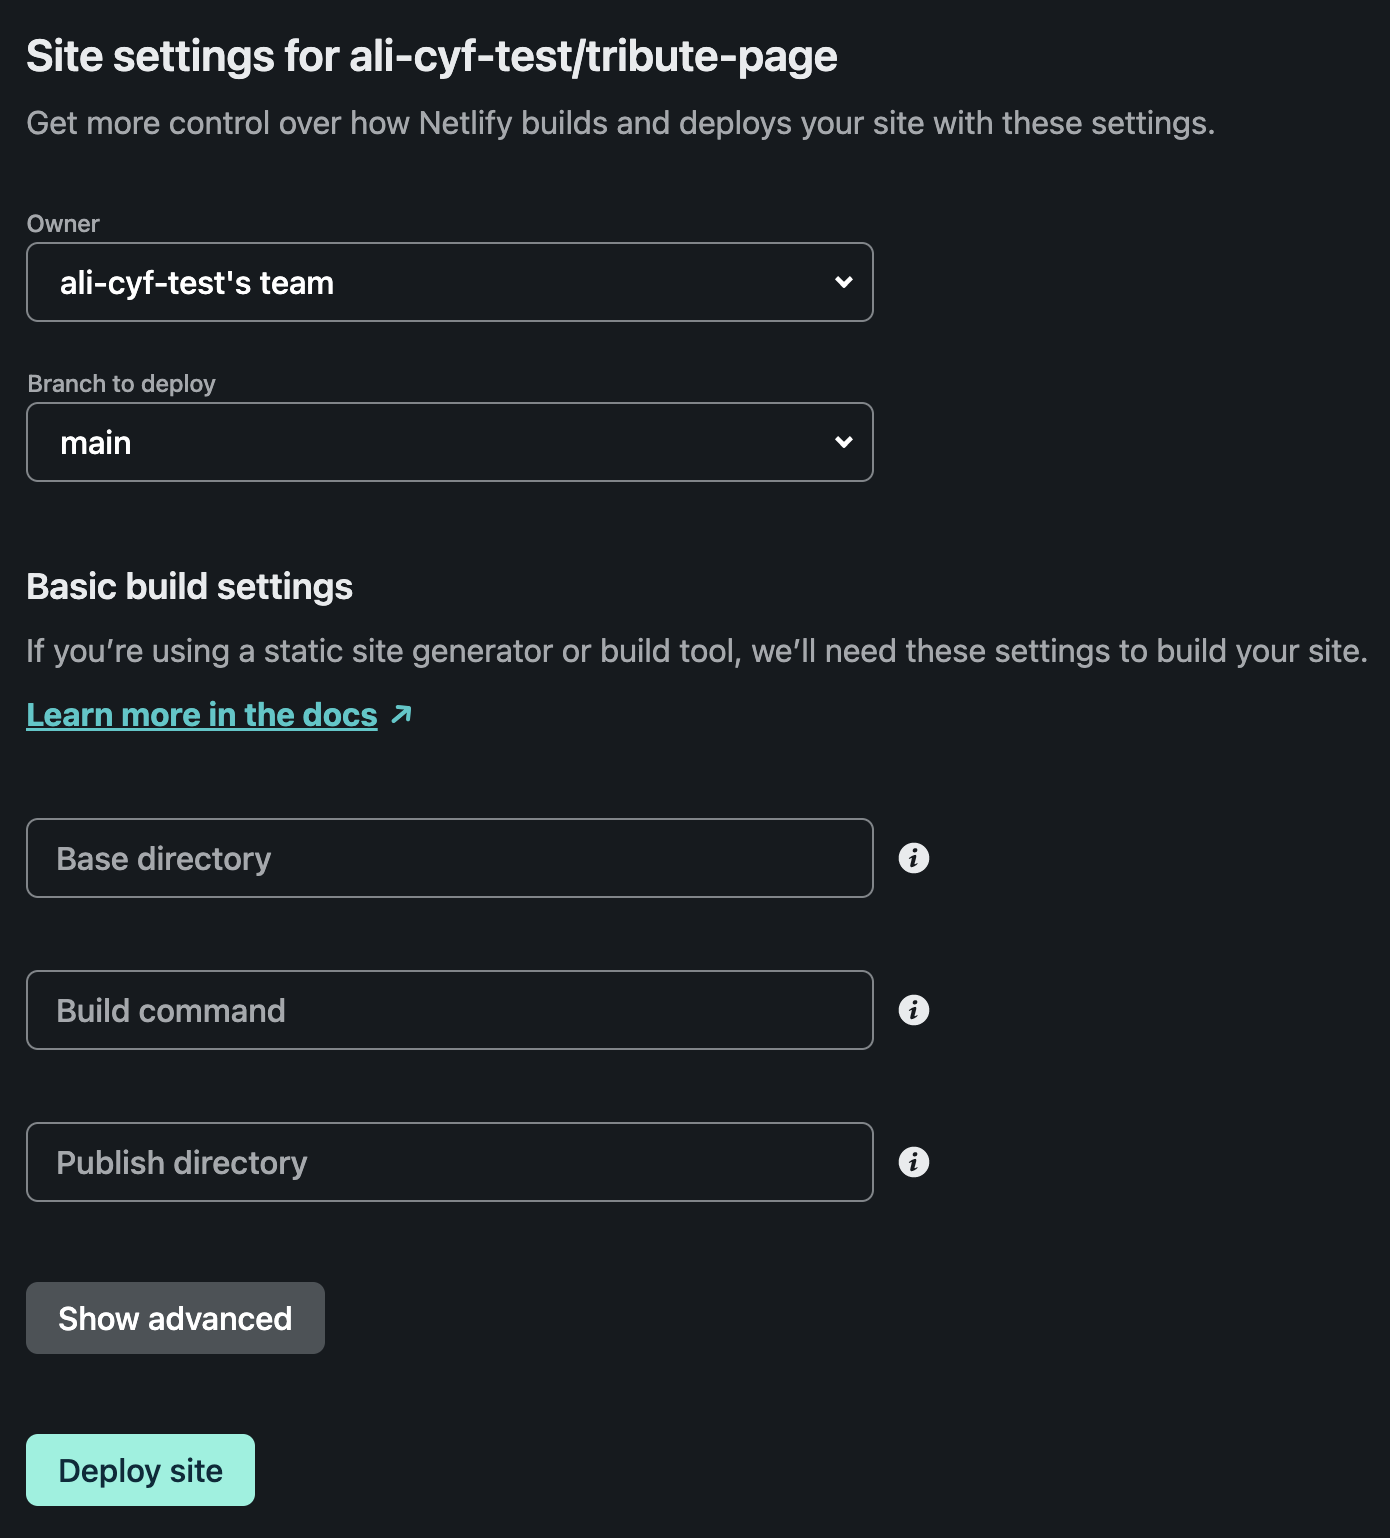 Site settings for ali-cyf-test/tribute-page
Get more control over how Netlify builds and deploys your site with these settings.
Owner
ali-cyf-test's team
Branch to deploy
main
Basic build settings
If you’re using a static site generator or build tool, we’ll need these settings to build your site.
Learn more in the docs ↗
Base directory
Build command
Publish directory
Show advanced
Deploy site